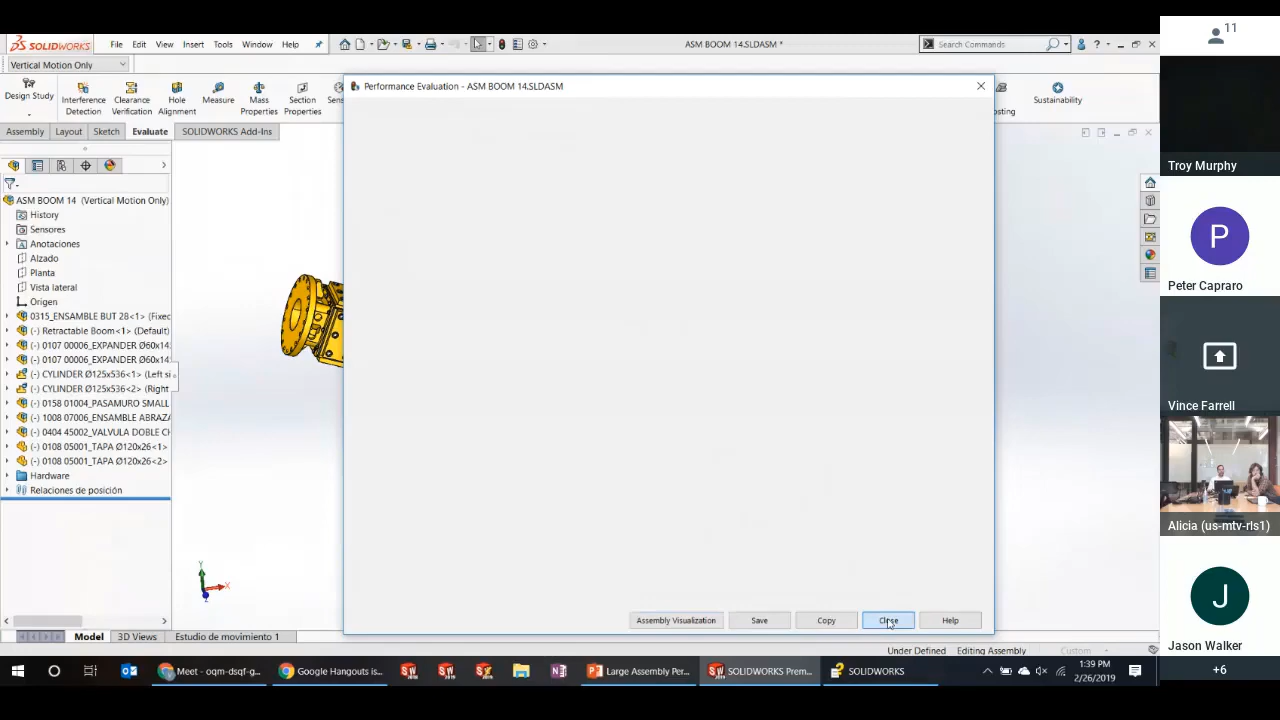 SOLIDWORKS File Edit View Insert Tools Window Help ASM BOOM 14.SLDASM * Search Commands ?
Vertical Motion Only
Design Study
Interference Detection
Clearance Verification
Hole Alignment
Measure
Mass Properties
Section Properties
Sustainability
Assembly Layout Sketch Evaluate SOLIDWORKS Add-Ins
ASM BOOM 14 (Vertical Motion Only)
History
Sensores
Anotaciones
Alzado
Planta
Vista lateral
Origen
0315_ENSAMBLE BUT 28<1> (Fixec
(-) Retractable Boom<1> (Default)
(-) 0107 00006_EXPANDER Ø60x14
(-) 0107 00006_EXPANDER Ø60x14
(-) CYLINDER Ø125x536<1> (Left si
(-) CYLINDER Ø125x536<2> (Right
(-) 0158 01004_PASAMURO SMALL
(-) 1008 07006_ENSAMBLE ABRAZA
(-) 0404 45002_VALVULA DOBLE CH
(-) 0108 05001_TAPA Ø120x26<1>
(-) 0108 05001_TAPA Ø120x26<2>
Hardware
Relaciones de posición
Performance Evaluation - ASM BOOM 14.SLDASM
Assembly Visualization Save Copy Close Help
Y
X
Z
Model 3D Views Estudio de movimiento 1
Under Defined Editing Assembly Custom
Meet - oqm-dsqf-g... Google Hangouts is... Large Assembly Per... SOLIDWORKS Prem... SOLIDWORKS
1:39 PM
2/26/2019
11
Troy Murphy
P
Peter Capraro
Vince Farrell
Alicia (us-mtv-rls1)
J
Jason Walker
+6